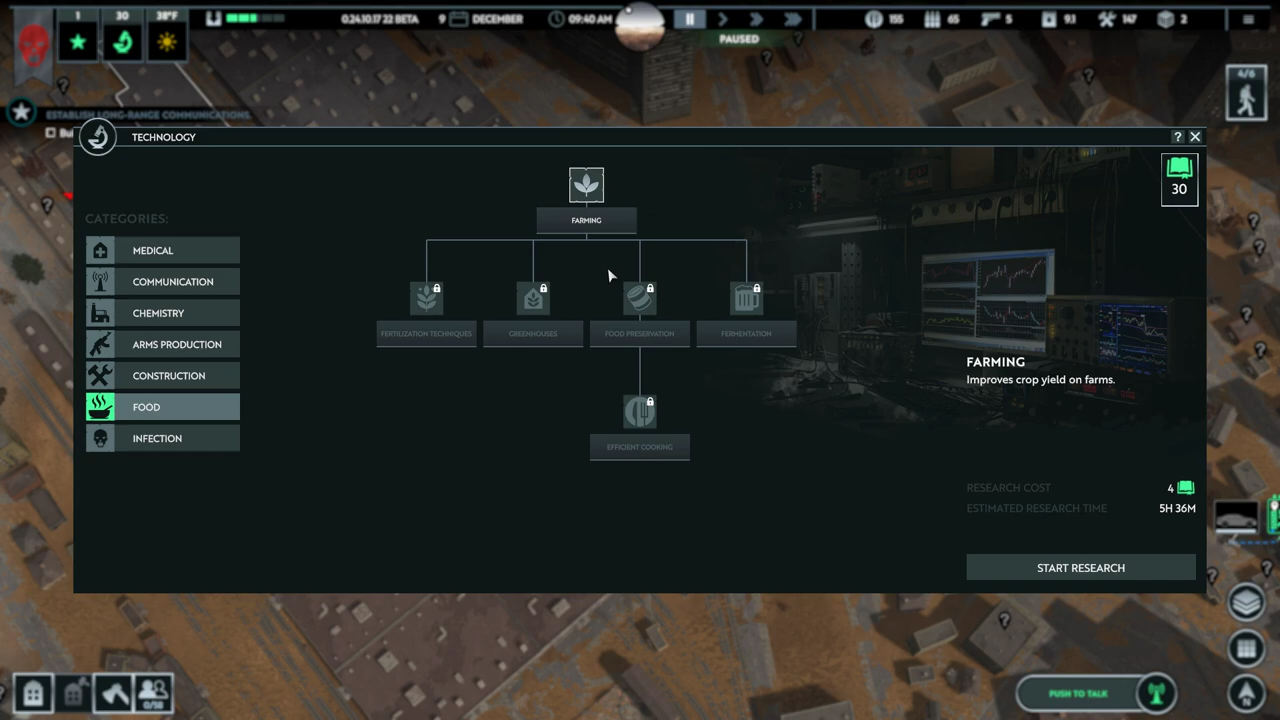 1
30
38°F
0.24.10.17 22 BETA
9
DECEMBER
09:40 AM
PAUSED
155
65
5
9.1
147
2
4/6
ESTABLISH LONG-RANGE COMMUNICATIONS
TECHNOLOGY
?
30
CATEGORIES:
MEDICAL
COMMUNICATION
CHEMISTRY
ARMS PRODUCTION
CONSTRUCTION
FOOD
INFECTION
FARMING
FERTILIZATION TECHNIQUES
GREENHOUSES
FOOD PRESERVATION
FERMENTATION
EFFICIENT COOKING
FARMING
Improves crop yield on farms.
RESEARCH COST
4
ESTIMATED RESEARCH TIME
5H 36M
START RESEARCH
PUSH TO TALK
N